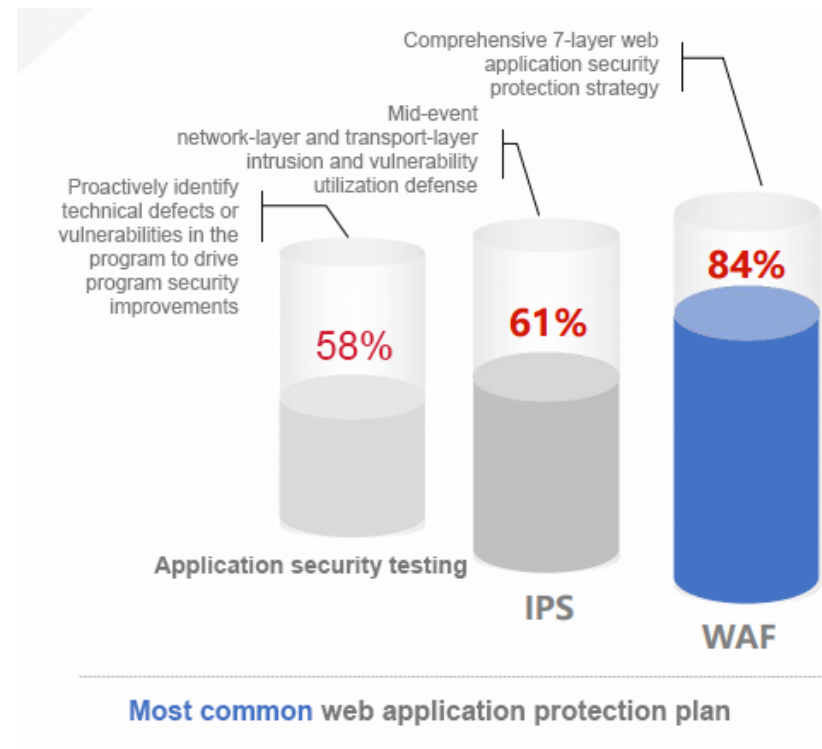 Comprehensive 7-layer web
application security
protection strategy
Mid-event
network-layer and transport-layer
intrusion and vulnerability
utilization defense
Proactively identify
technical defects or
vulnerabilities in the
program to drive
program security
improvements
58%
61%
84%
Application security testing
IPS
WAF
Most common web application protection plan